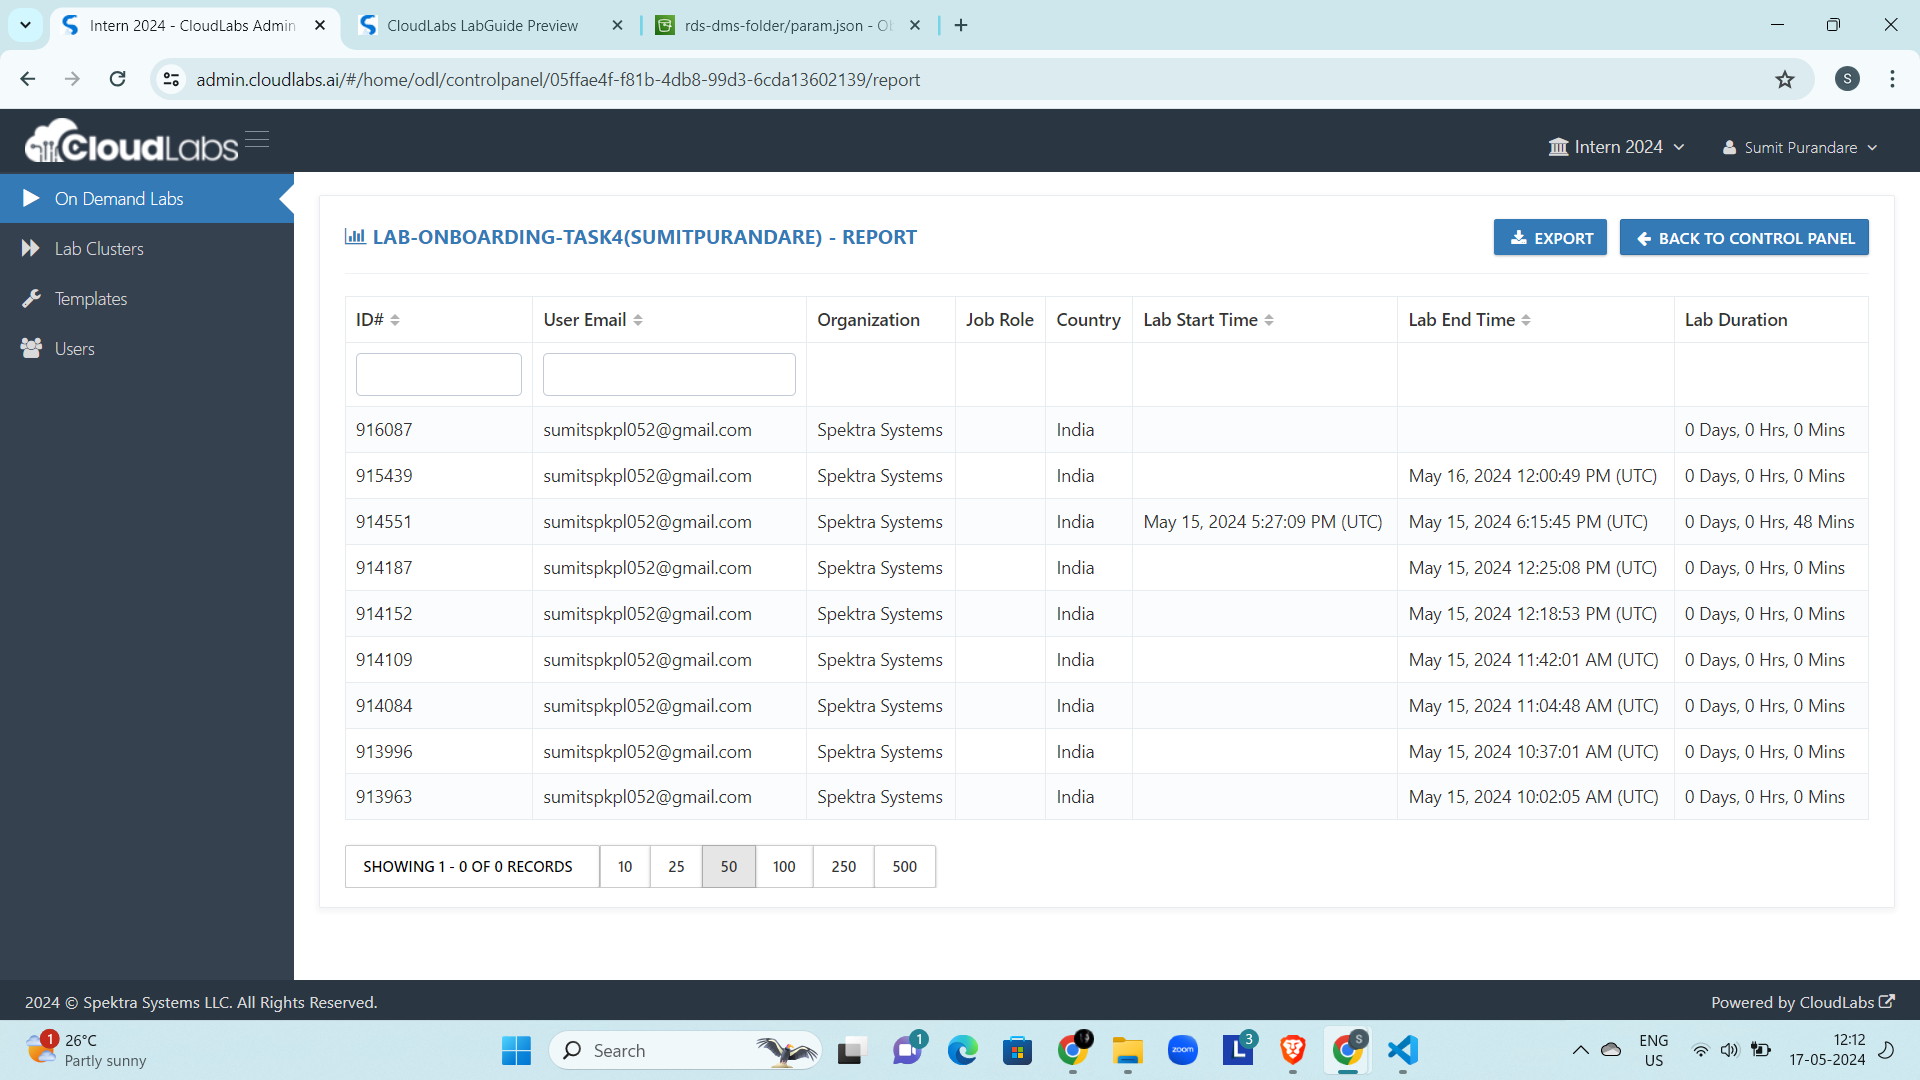 Intern 2024 - CloudLabs Admin
CloudLabs LabGuide Preview
rds-dms-folder/param.json - Ob
admin.cloudlabs.ai/#/home/odl/controlpanel/05ffae4f-f81b-4db8-99d3-6cda13602139/report
S
CloudLabs
Intern 2024
Sumit Purandare
On Demand Labs
Lab Clusters
Templates
Users
LAB-ONBOARDING-TASK4(SUMITPURANDARE) - REPORT
EXPORT
BACK TO CONTROL PANEL
ID# User Email Organization Job Role Country Lab Start Time Lab End Time Lab Duration
916087 sumitspkpl052@gmail.com Spektra Systems India 0 Days, 0 Hrs, 0 Mins
915439 sumitspkpl052@gmail.com Spektra Systems India May 16, 2024 12:00:49 PM (UTC) 0 Days, 0 Hrs, 0 Mins
914551 sumitspkpl052@gmail.com Spektra Systems India May 15, 2024 5:27:09 PM (UTC) May 15, 2024 6:15:45 PM (UTC) 0 Days, 0 Hrs, 48 Mins
914187 sumitspkpl052@gmail.com Spektra Systems India May 15, 2024 12:25:08 PM (UTC) 0 Days, 0 Hrs, 0 Mins
914152 sumitspkpl052@gmail.com Spektra Systems India May 15, 2024 12:18:53 PM (UTC) 0 Days, 0 Hrs, 0 Mins
914109 sumitspkpl052@gmail.com Spektra Systems India May 15, 2024 11:42:01 AM (UTC) 0 Days, 0 Hrs, 0 Mins
914084 sumitspkpl052@gmail.com Spektra Systems India May 15, 2024 11:04:48 AM (UTC) 0 Days, 0 Hrs, 0 Mins
913996 sumitspkpl052@gmail.com Spektra Systems India May 15, 2024 10:37:01 AM (UTC) 0 Days, 0 Hrs, 0 Mins
913963 sumitspkpl052@gmail.com Spektra Systems India May 15, 2024 10:02:05 AM (UTC) 0 Days, 0 Hrs, 0 Mins
SHOWING 1 - 0 OF 0 RECORDS 10 25 50 100 250 500
2024 © Spektra Systems LLC. All Rights Reserved.
Powered by CloudLabs
1
26°C
Partly sunny
Search
1
zoom
L
3
S
ENG
US
12:12
17-05-2024